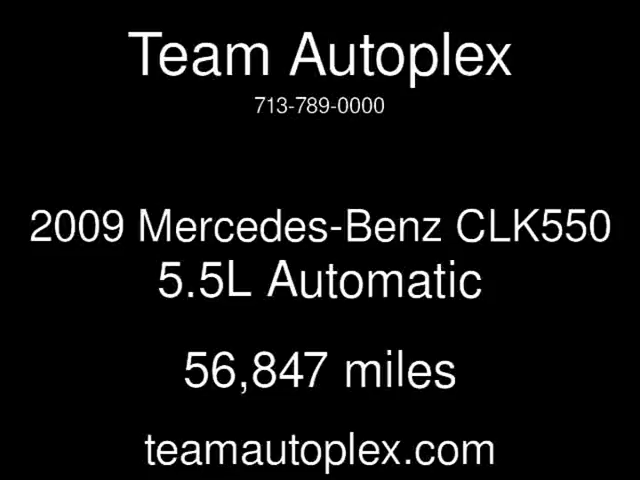 Team Autoplex
713-789-0000
2009 Mercedes-Benz CLK550
5.5L Automatic
56,847 miles
teamautoplex.com